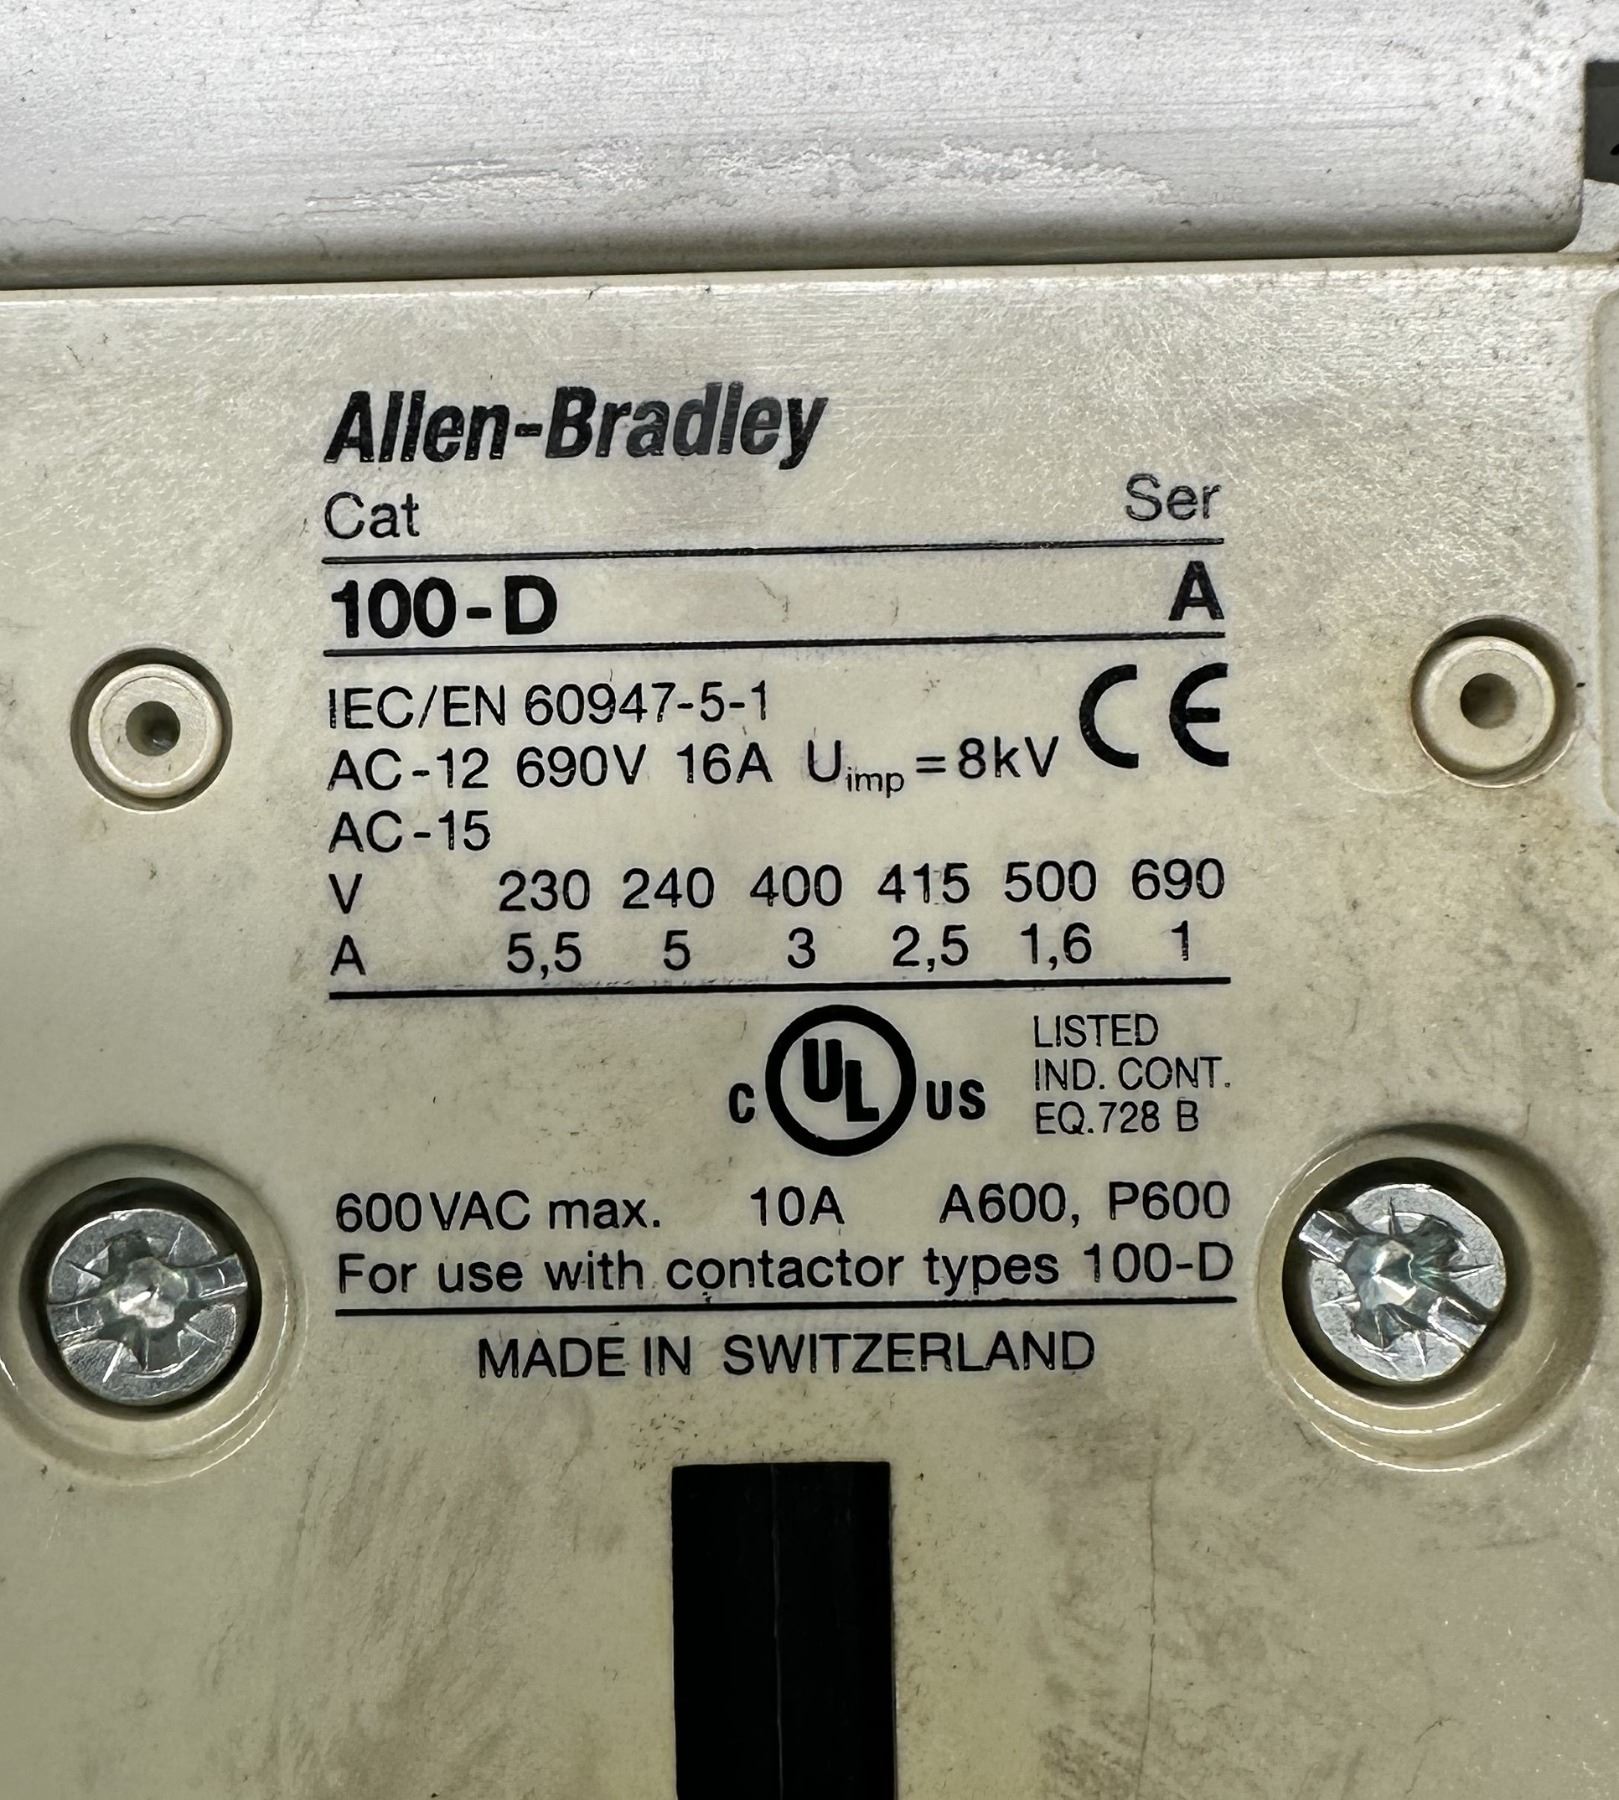 Allen-Bradley
Cat Ser
100-D A
IEC/EN 60947-5-1 CE
AC-12 690V 16A Uimp = 8kV
AC-15
V 230 240 400 415 500 690
A 5,5 5 3 2,5 1,6 1
C UL US LISTED
IND. CONT.
EQ.728 B
600VAC max. 10A A600, P600
For use with contactor types 100-D
MADE IN SWITZERLAND